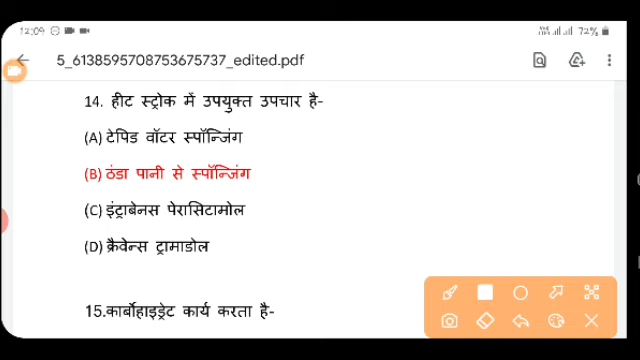 12:09 72%
5_6138595708753675737_edited.pdf
14. हीट स्ट्रोक में उपयुक्त उपचार है-
(A) टेपिड वॉटर स्पॉन्जिंग
(B) ठंडा पानी से स्पॉन्जिंग
(C) इंट्राबेनस पेरासिटामोल
(D) क्रैवेन्स ट्रामाडोल
15.कार्बोहाइड्रेट कार्य करता है-